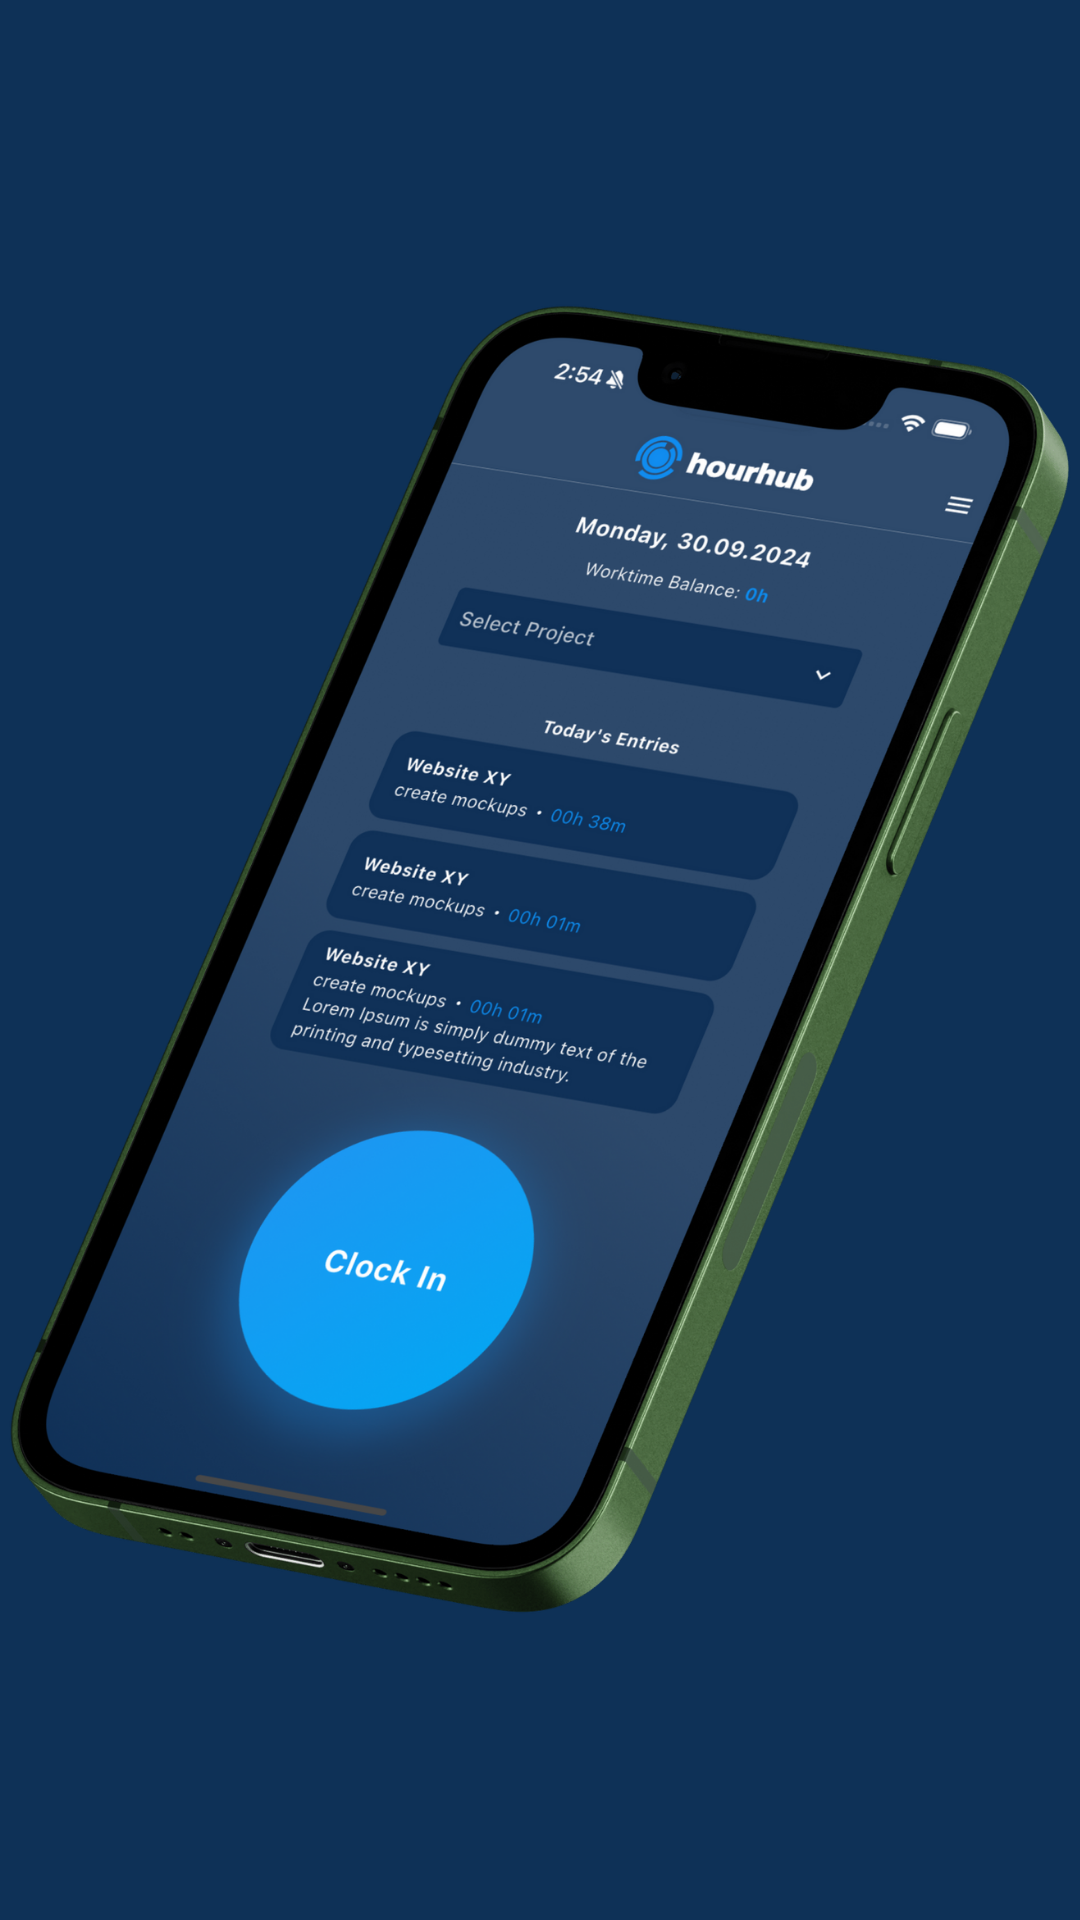 2:54
hourhub
Monday, 30.09.2024
Worktime Balance: 0h
Select Project
Today's Entries
Website XY
create mockups • 00h 38m
Website XY
create mockups • 00h 01m
Website XY
create mockups • 00h 01m
Lorem Ipsum is simply dummy text of the
printing and typesetting industry.
Clock In